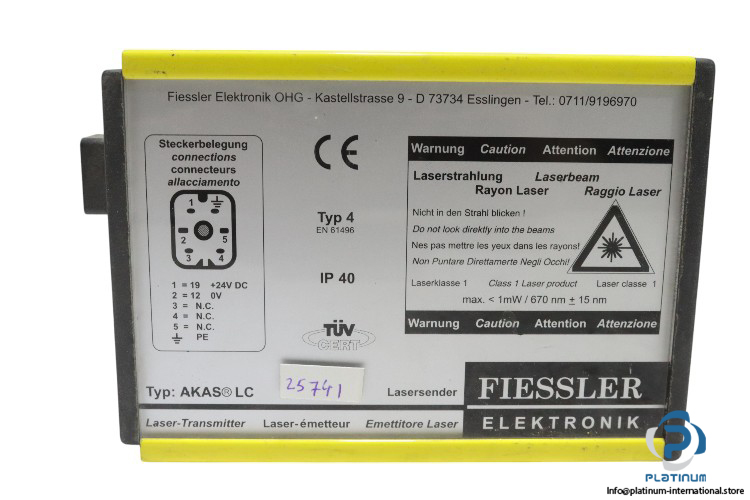 Fiessler Elektronik OHG - Kastellstrasse 9 - D 73734 Esslingen - Tel.: 0711/9196970
Steckerbelegung
connections
connecteurs
allacciamento
1
2 5
3 4
1 = 19 +24V DC
2 = 12 0V
3 = N.C.
4 = N.C.
5 = N.C.
PE
CE
Typ 4
EN 61496
IP 40
TÜV
CERT
Warnung Caution Attention Attenzione
Laserstrahlung Laserbeam
Rayon Laser Raggio Laser
Nicht in den Strahl blicken !
Do not look direktly into the beams
Nes pas mettre les yeux dans les rayons!
Non Puntare Direttamerte Negli Occhi!
Laserklasse 1 Class 1 Laser product Laser classe 1
max. < 1mW / 670 nm ± 15 nm
Warnung Caution Attention Attenzione
Typ: AKAS® LC
25741
Lasersender
Laser-Transmitter Laser-émetteur Emettitore Laser
FIESSLER
ELEKTRONIK
PLATINUM
Info@platinum-international.store